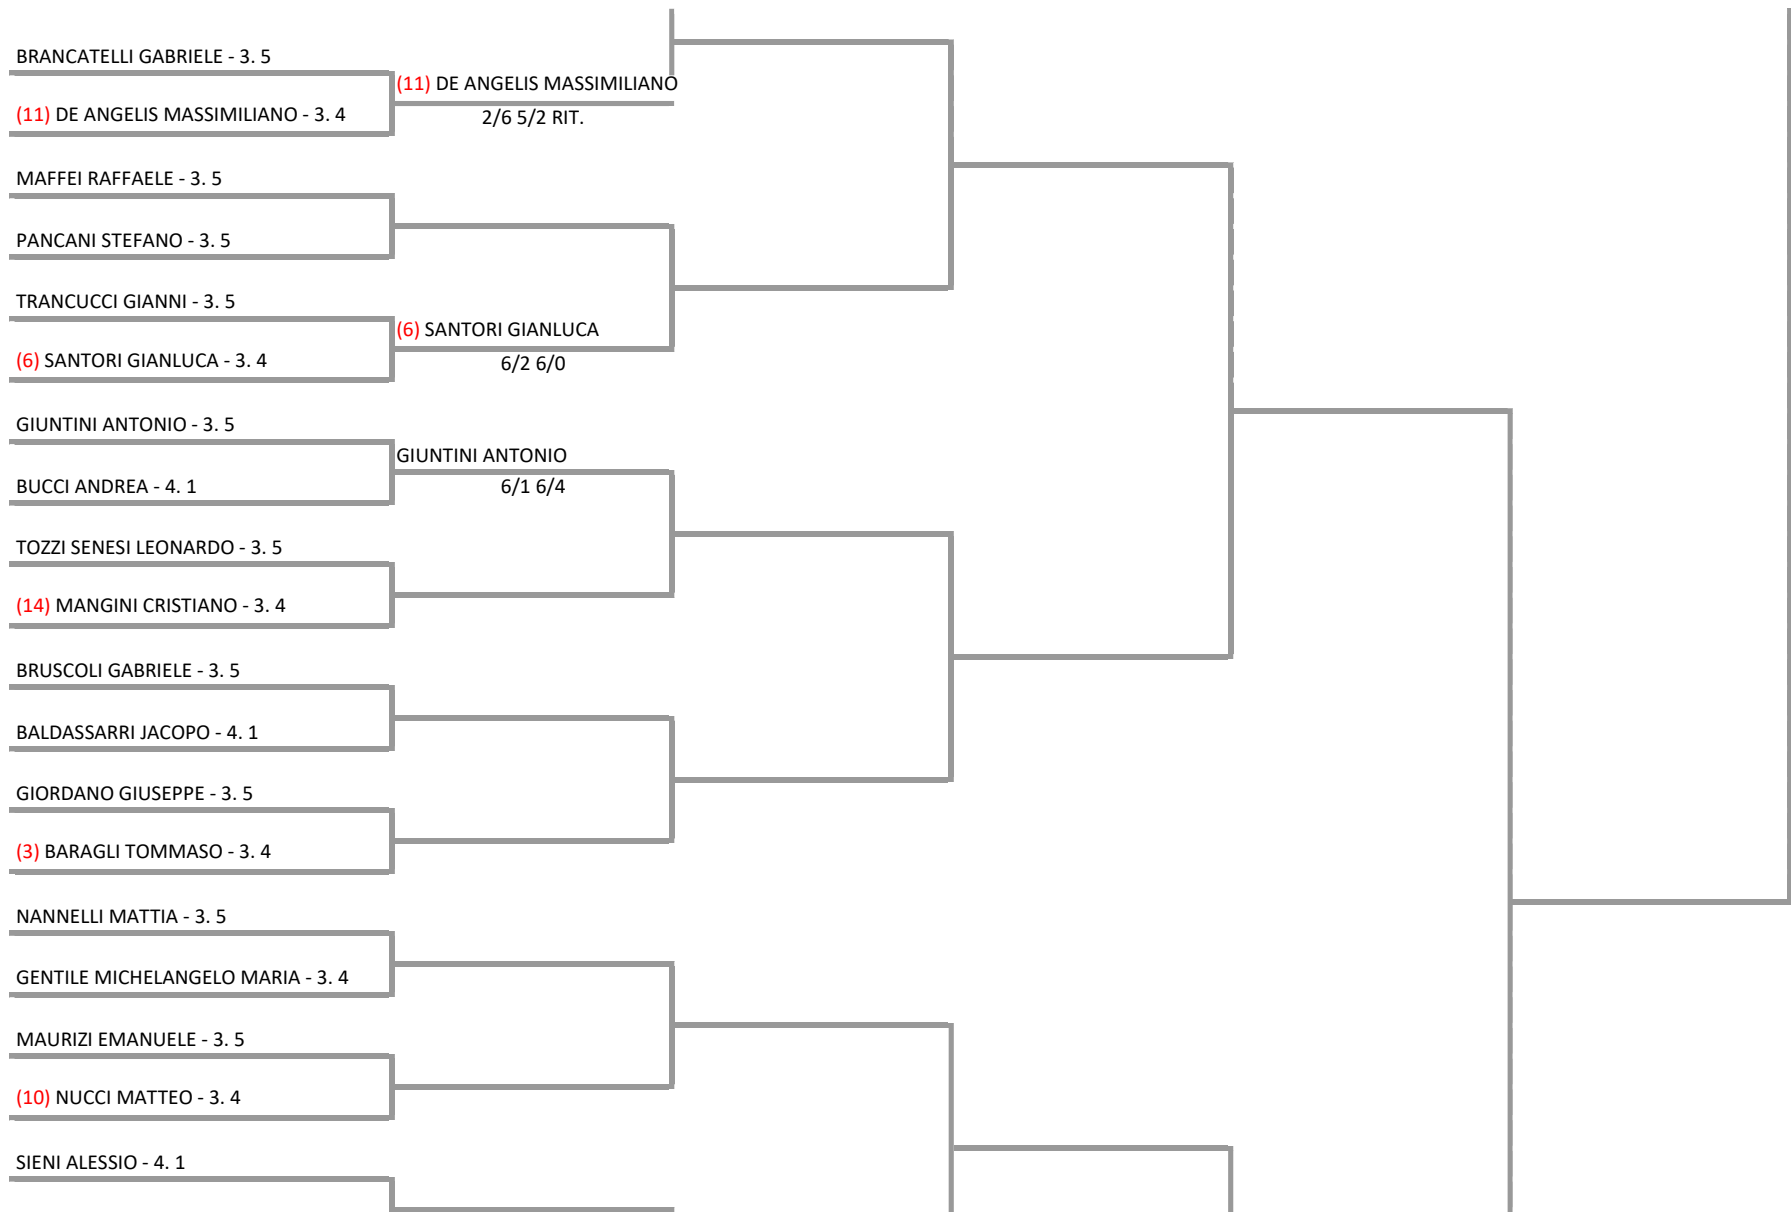 BRANCATELLI GABRIELE - 3. 5
(11) DE ANGELIS MASSIMILIANO
(11) DE ANGELIS MASSIMILIANO - 3. 4
2/6 5/2 RIT.
MAFFEI RAFFAELE - 3. 5
PANCANI STEFANO - 3. 5
TRANCUCCI GIANNI - 3. 5
(6) SANTORI GIANLUCA
(6) SANTORI GIANLUCA - 3. 4
6/2 6/0
GIUNTINI ANTONIO - 3. 5
GIUNTINI ANTONIO
BUCCI ANDREA - 4. 1
6/1 6/4
TOZZI SENESI LEONARDO - 3. 5
(14) MANGINI CRISTIANO - 3. 4
BRUSCOLI GABRIELE - 3. 5
BALDASSARRI JACOPO - 4. 1
GIORDANO GIUSEPPE - 3. 5
(3) BARAGLI TOMMASO - 3. 4
NANNELLI MATTIA - 3. 5
GENTILE MICHELANGELO MARIA - 3. 4
MAURIZI EMANUELE - 3. 5
(10) NUCCI MATTEO - 3. 4
SIENI ALESSIO - 4. 1